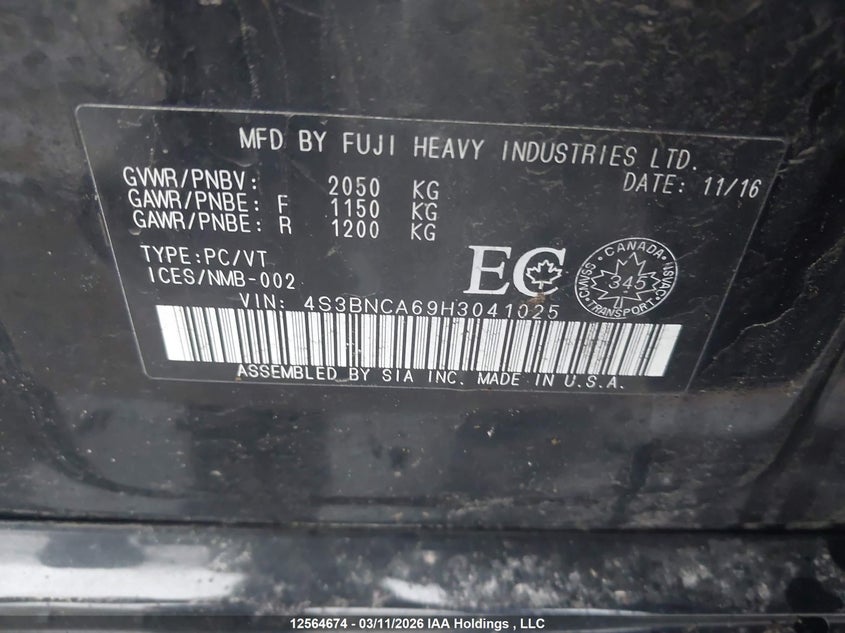 MFD BY FUJI HEAVY INDUSTRIES LTD.
GVWR/PNBV: 2050 KG DATE: 11/16
GAWR/PNBE: F 1150 KG
GAWR/PNBE: R 1200 KG
TYPE:PC/VT
ICES/NMB-002
EC
CANADA
CMVSS 345 NSVAC
TRANSPORT
VIN: 4S3BNCA69H3041025
ASSEMBLED BY SIA INC. MADE IN U.S.A.
12564674 - 03/11/2026 IAA Holdings , LLC